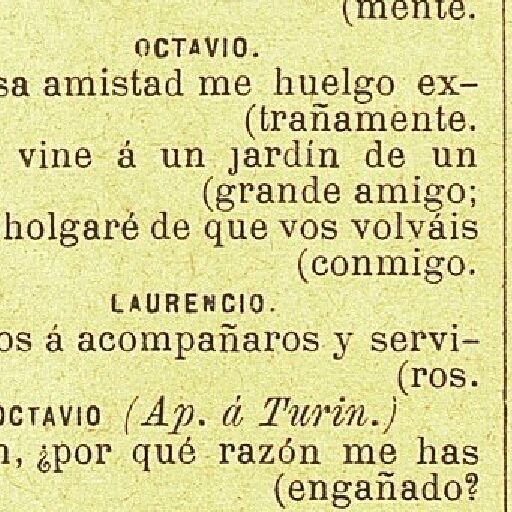 (mente.
OCTAVIO.
sa amistad me huelgo ex-
(trañamente.
vine á un jardín de un
(grande amigo;
holgaré de que vos volváis
(conmigo.
LAURENCIO.
os á acompañaros y servi-
(ros.
OCTAVIO (Ap. á Turin.)
n, ¿por qué razón me has
(engañado?